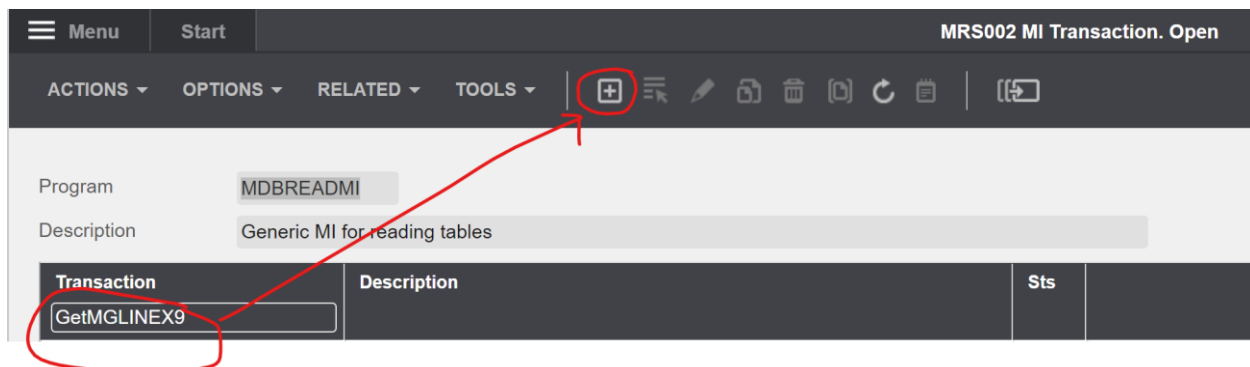 Menu Start MRS002 MI Transaction. Open
ACTIONS OPTIONS RELATED TOOLS
Program MDBREADMI
Description Generic MI for reading tables
Transaction Description Sts
GetMGLINEX9